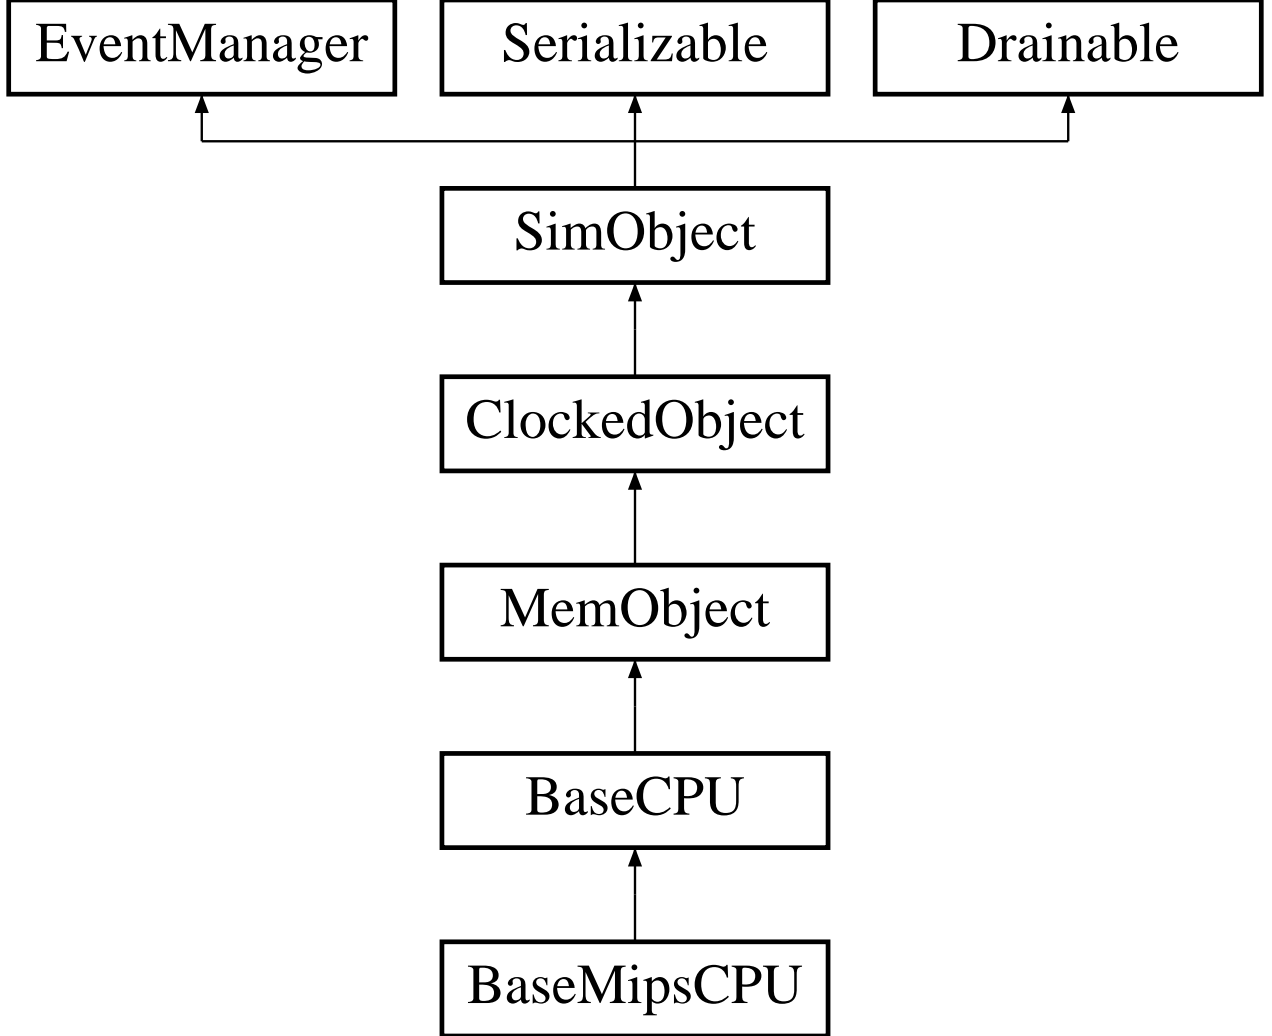 EventManager
Serializable
Drainable
SimObject
ClockedObject
MemObject
BaseCPU
BaseMipsCPU